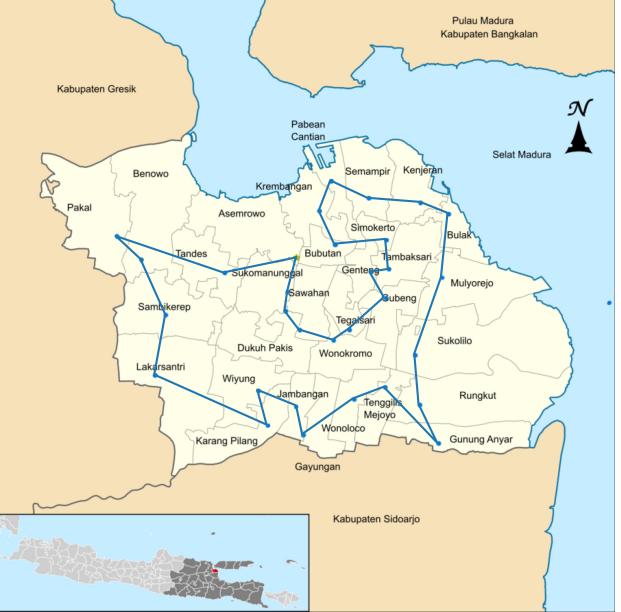 Pulau Madura
Kabupaten Bangkalan
Kabupaten Gresik
N
Pabean
Cantian
Selat Madura
Benowo
Semampir
Kenjeran
Krembangan
Pakal
Asemrowo
Simokerto
Bulak
Tandes
Bubutan
Tambaksari
Sukomanunggal
Genteng
Mulyorejo
Sawahan
Gubeng
Sambikerep
Tegalsari
Sukolilo
Dukuh Pakis
Wonokromo
Lakarsantri
Wiyung
Jambangan
Rungkut
Tenggilis
Mejoyo
Wonoloco
Karang Pilang
Gunung Anyar
Gayungan
Kabupaten Sidoarjo